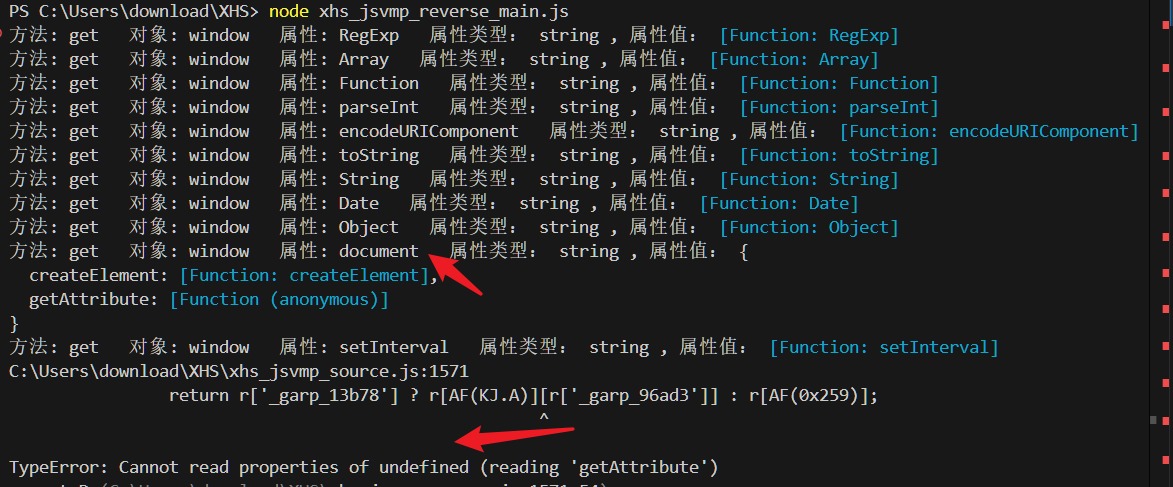 PS C:\Users\download\XHS> node xhs_jsvmp_reverse_main.js
方法: get 对象: window 属性: RegExp 属性类型： string , 属性值： [Function: RegExp]
方法: get 对象: window 属性: Array 属性类型： string , 属性值： [Function: Array]
方法: get 对象: window 属性: Function 属性类型： string , 属性值： [Function: Function]
方法: get 对象: window 属性: parseInt 属性类型： string , 属性值： [Function: parseInt]
方法: get 对象: window 属性: encodeURIComponent 属性类型： string , 属性值： [Function: encodeURIComponent]
方法: get 对象: window 属性: toString 属性类型： string , 属性值： [Function: toString]
方法: get 对象: window 属性: String 属性类型： string , 属性值： [Function: String]
方法: get 对象: window 属性: Date 属性类型： string , 属性值： [Function: Date]
方法: get 对象: window 属性: Object 属性类型： string , 属性值： [Function: Object]
方法: get 对象: window 属性: document 属性类型： string , 属性值： {
  createElement: [Function: createElement],
  getAttribute: [Function (anonymous)]
}
方法: get 对象: window 属性: setInterval 属性类型： string , 属性值： [Function: setInterval]
C:\Users\download\XHS\xhs_jsvmp_source.js:1571
                return r['_garp_13b78'] ? r[AF(KJ.A)][r['_garp_96ad3']] : r[AF(0x259)];
^
TypeError: Cannot read properties of undefined (reading 'getAttribute')